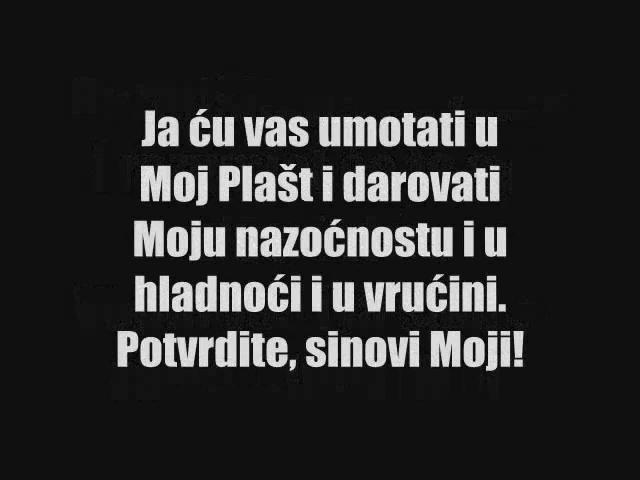 Ja ću vas umotati u
Moj Plašt i darovati
Moju nazoćnostu i u
hladnoći i u vrućini.
Potvrdite, sinovi Moji!